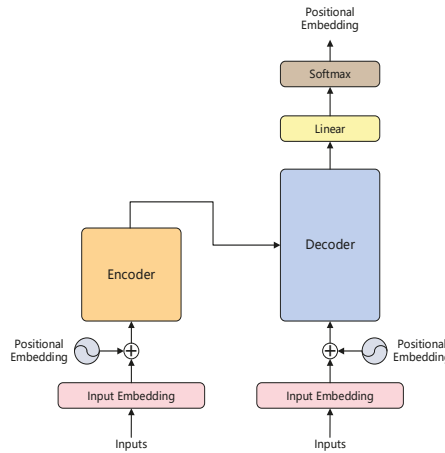 Positional
Embedding
Softmax
Linear
Decoder
Encoder
Positional
Embedding
Positional
Embedding
Input Embedding
Input Embedding
Inputs
Inputs